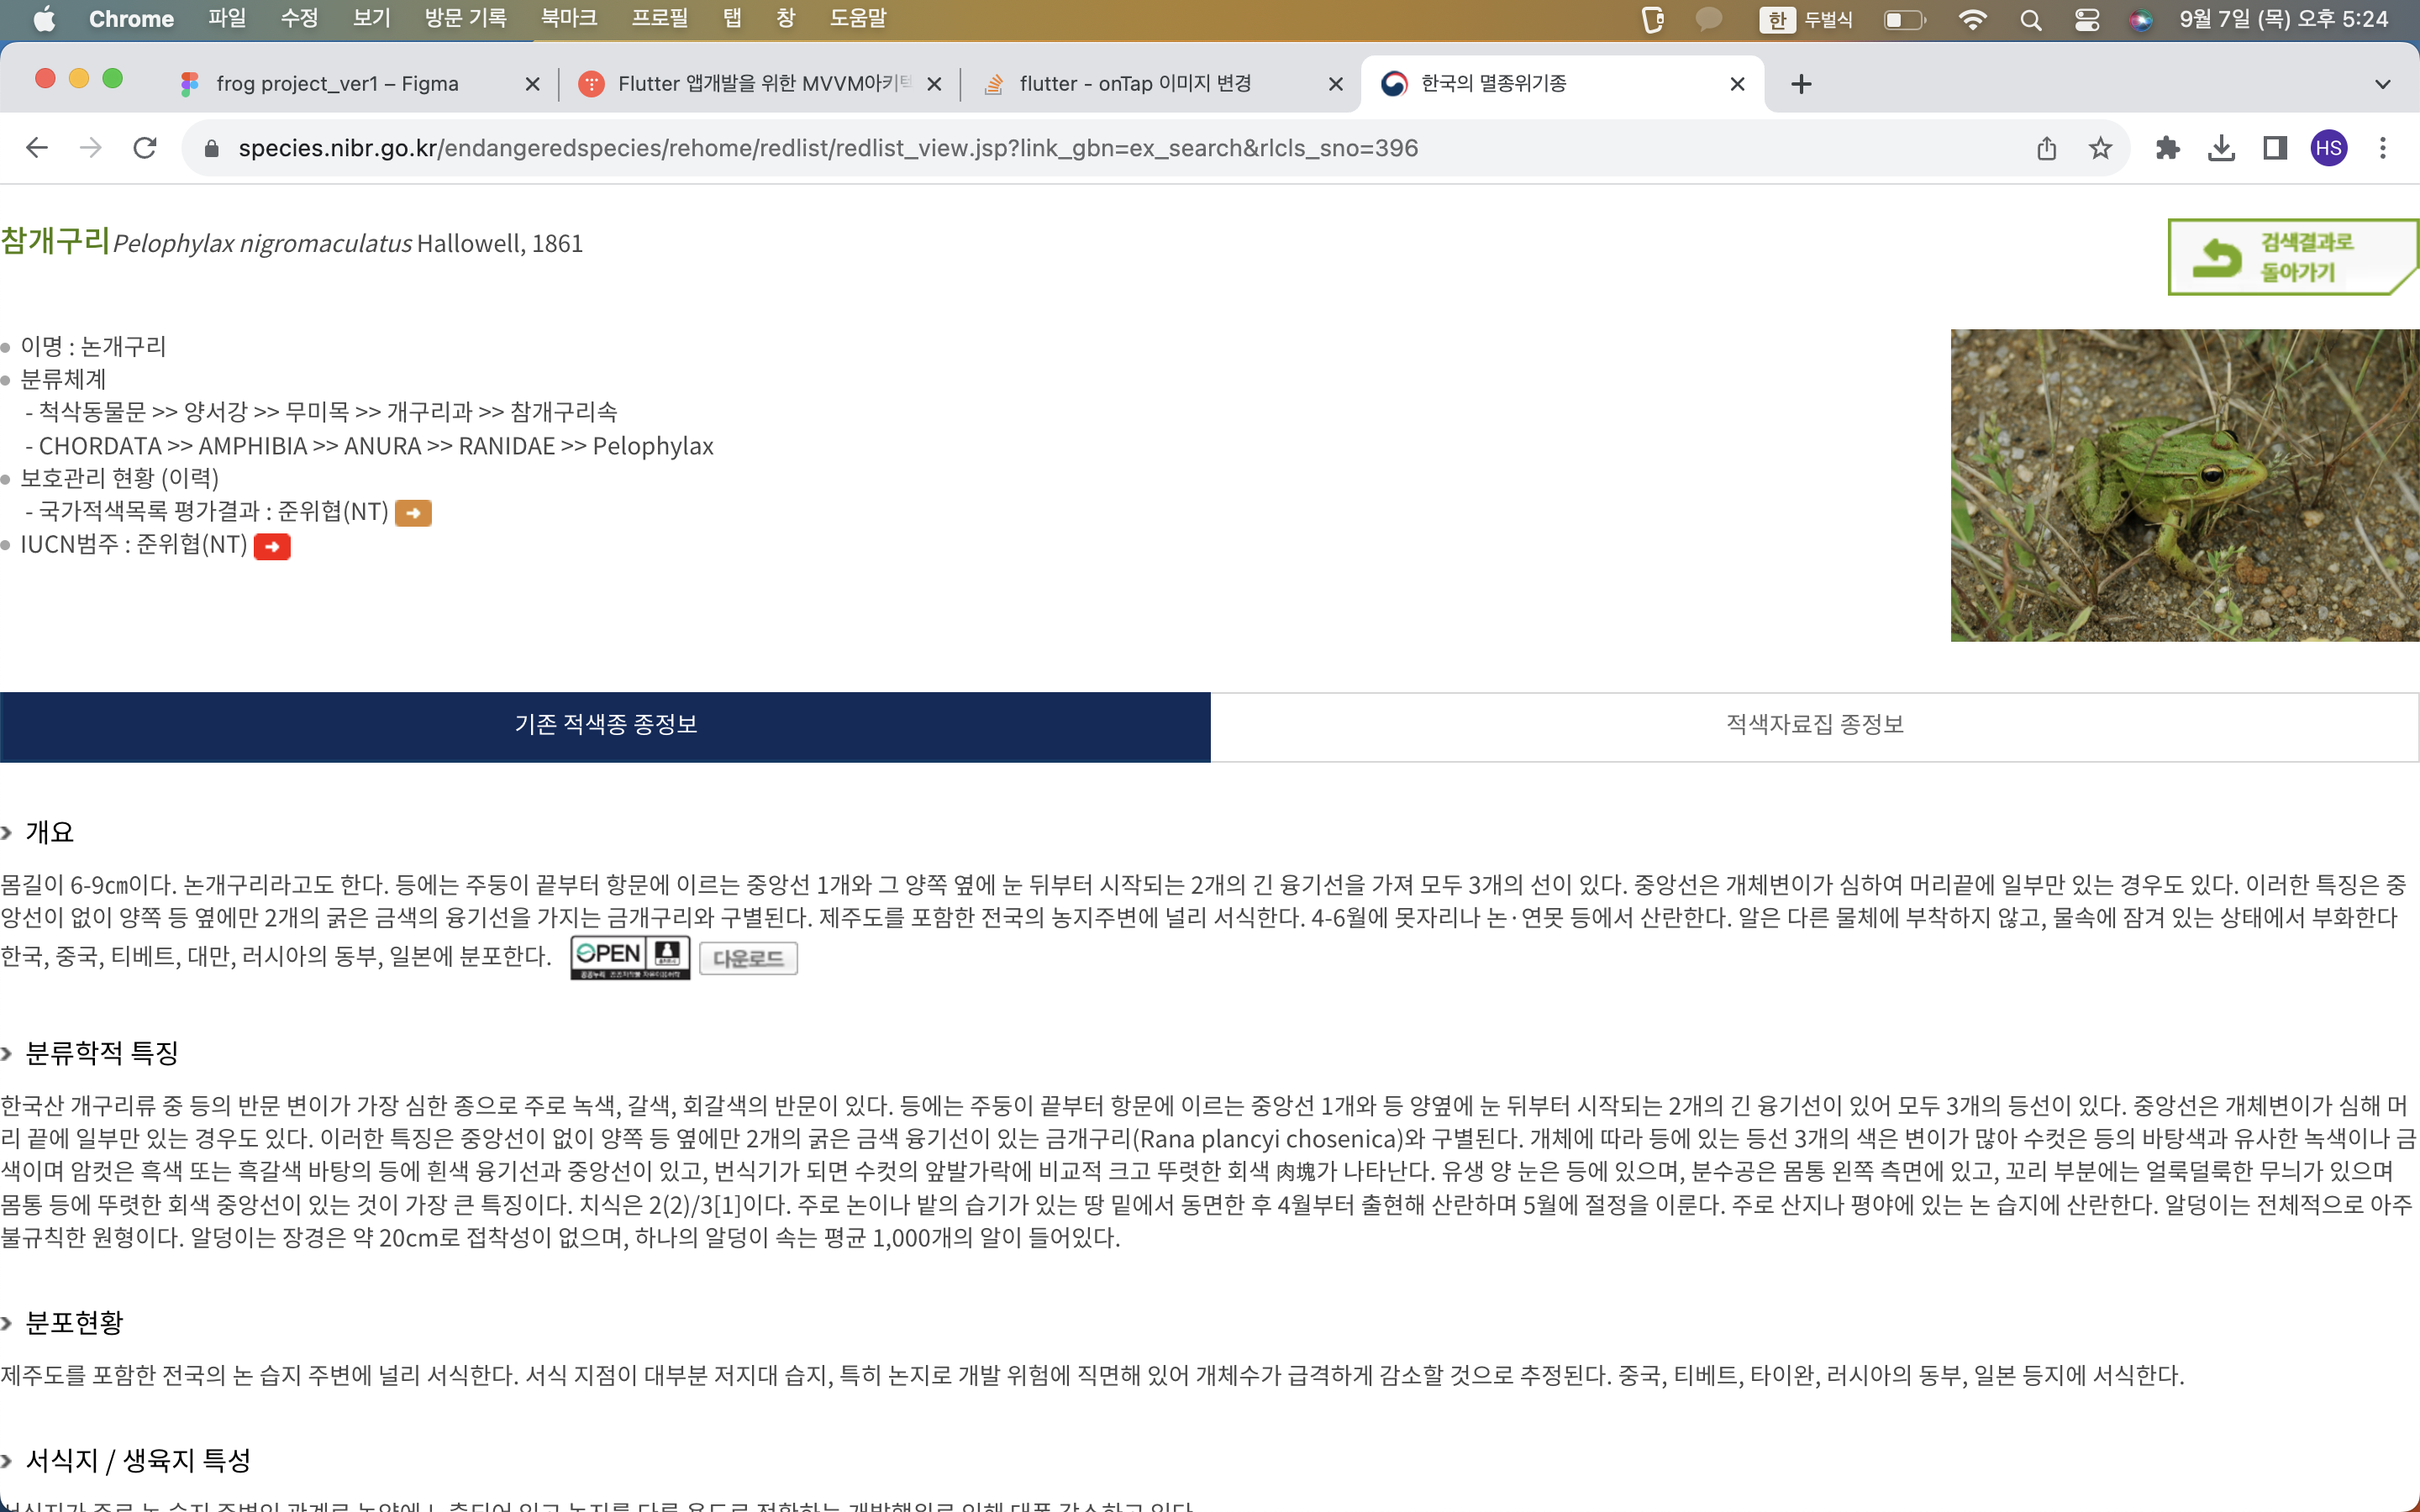 Chrome 파일 수정 보기 방문 기록 북마크 프로필 탭 창 도움말 한 두벌식 9월 7일 (목) 오후 5:24
frog project_ver1 – Figma Flutter 앱개발을 위한 MVVM아키텍 flutter - onTap 이미지 변경 한국의 멸종위기종
species.nibr.go.kr/endangeredspecies/rehome/redlist/redlist_view.jsp?link_gbn=ex_search&rlcls_sno=396 HS
참개구리 Pelophylax nigromaculatus Hallowell, 1861
검색결과로
돌아가기
이명 : 논개구리
분류체계
- 척삭동물문 >> 양서강 >> 무미목 >> 개구리과 >> 참개구리속
- CHORDATA >> AMPHIBIA >> ANURA >> RANIDAE >> Pelophylax
보호관리 현황 (이력)
- 국가적색목록 평가결과 : 준위협(NT)
IUCN범주 : 준위협(NT)
기존 적색종 종정보 적색자료집 종정보
개요
몸길이 6-9㎝이다. 논개구리라고도 한다. 등에는 주둥이 끝부터 항문에 이르는 중앙선 1개와 그 양쪽 옆에 눈 뒤부터 시작되는 2개의 긴 융기선을 가져 모두 3개의 선이 있다. 중앙선은 개체변이가 심하여 머리끝에 일부만 있는 경우도 있다. 이러한 특징은 중
앙선이 없이 양쪽 등 옆에만 2개의 굵은 금색의 융기선을 가지는 금개구리와 구별된다. 제주도를 포함한 전국의 농지주변에 널리 서식한다. 4-6월에 못자리나 논·연못 등에서 산란한다. 알은 다른 물체에 부착하지 않고, 물속에 잠겨 있는 상태에서 부화한다
한국, 중국, 티베트, 대만, 러시아의 동부, 일본에 분포한다. OPEN 다운로드
분류학적 특징
한국산 개구리류 중 등의 반문 변이가 가장 심한 종으로 주로 녹색, 갈색, 회갈색의 반문이 있다. 등에는 주둥이 끝부터 항문에 이르는 중앙선 1개와 등 양옆에 눈 뒤부터 시작되는 2개의 긴 융기선이 있어 모두 3개의 등선이 있다. 중앙선은 개체변이가 심해 머
리 끝에 일부만 있는 경우도 있다. 이러한 특징은 중앙선이 없이 양쪽 등 옆에만 2개의 굵은 금색 융기선이 있는 금개구리(Rana plancyi chosenica)와 구별된다. 개체에 따라 등에 있는 등선 3개의 색은 변이가 많아 수컷은 등의 바탕색과 유사한 녹색이나 금
색이며 암컷은 흑색 또는 흑갈색 바탕의 등에 흰색 융기선과 중앙선이 있고, 번식기가 되면 수컷의 앞발가락에 비교적 크고 뚜렷한 회색 肉塊가 나타난다. 유생 양 눈은 등에 있으며, 분수공은 몸통 왼쪽 측면에 있고, 꼬리 부분에는 얼룩덜룩한 무늬가 있으며
몸통 등에 뚜렷한 회색 중앙선이 있는 것이 가장 큰 특징이다. 치식은 2(2)/3[1]이다. 주로 논이나 밭의 습기가 있는 땅 밑에서 동면한 후 4월부터 출현해 산란하며 5월에 절정을 이룬다. 주로 산지나 평야에 있는 논 습지에 산란한다. 알덩이는 전체적으로 아주
불규칙한 원형이다. 알덩이는 장경은 약 20cm로 접착성이 없으며, 하나의 알덩이 속는 평균 1,000개의 알이 들어있다.
분포현황
제주도를 포함한 전국의 논 습지 주변에 널리 서식한다. 서식 지점이 대부분 저지대 습지, 특히 논지로 개발 위험에 직면해 있어 개체수가 급격하게 감소할 것으로 추정된다. 중국, 티베트, 타이완, 러시아의 동부, 일본 등지에 서식한다.
서식지 / 생육지 특성